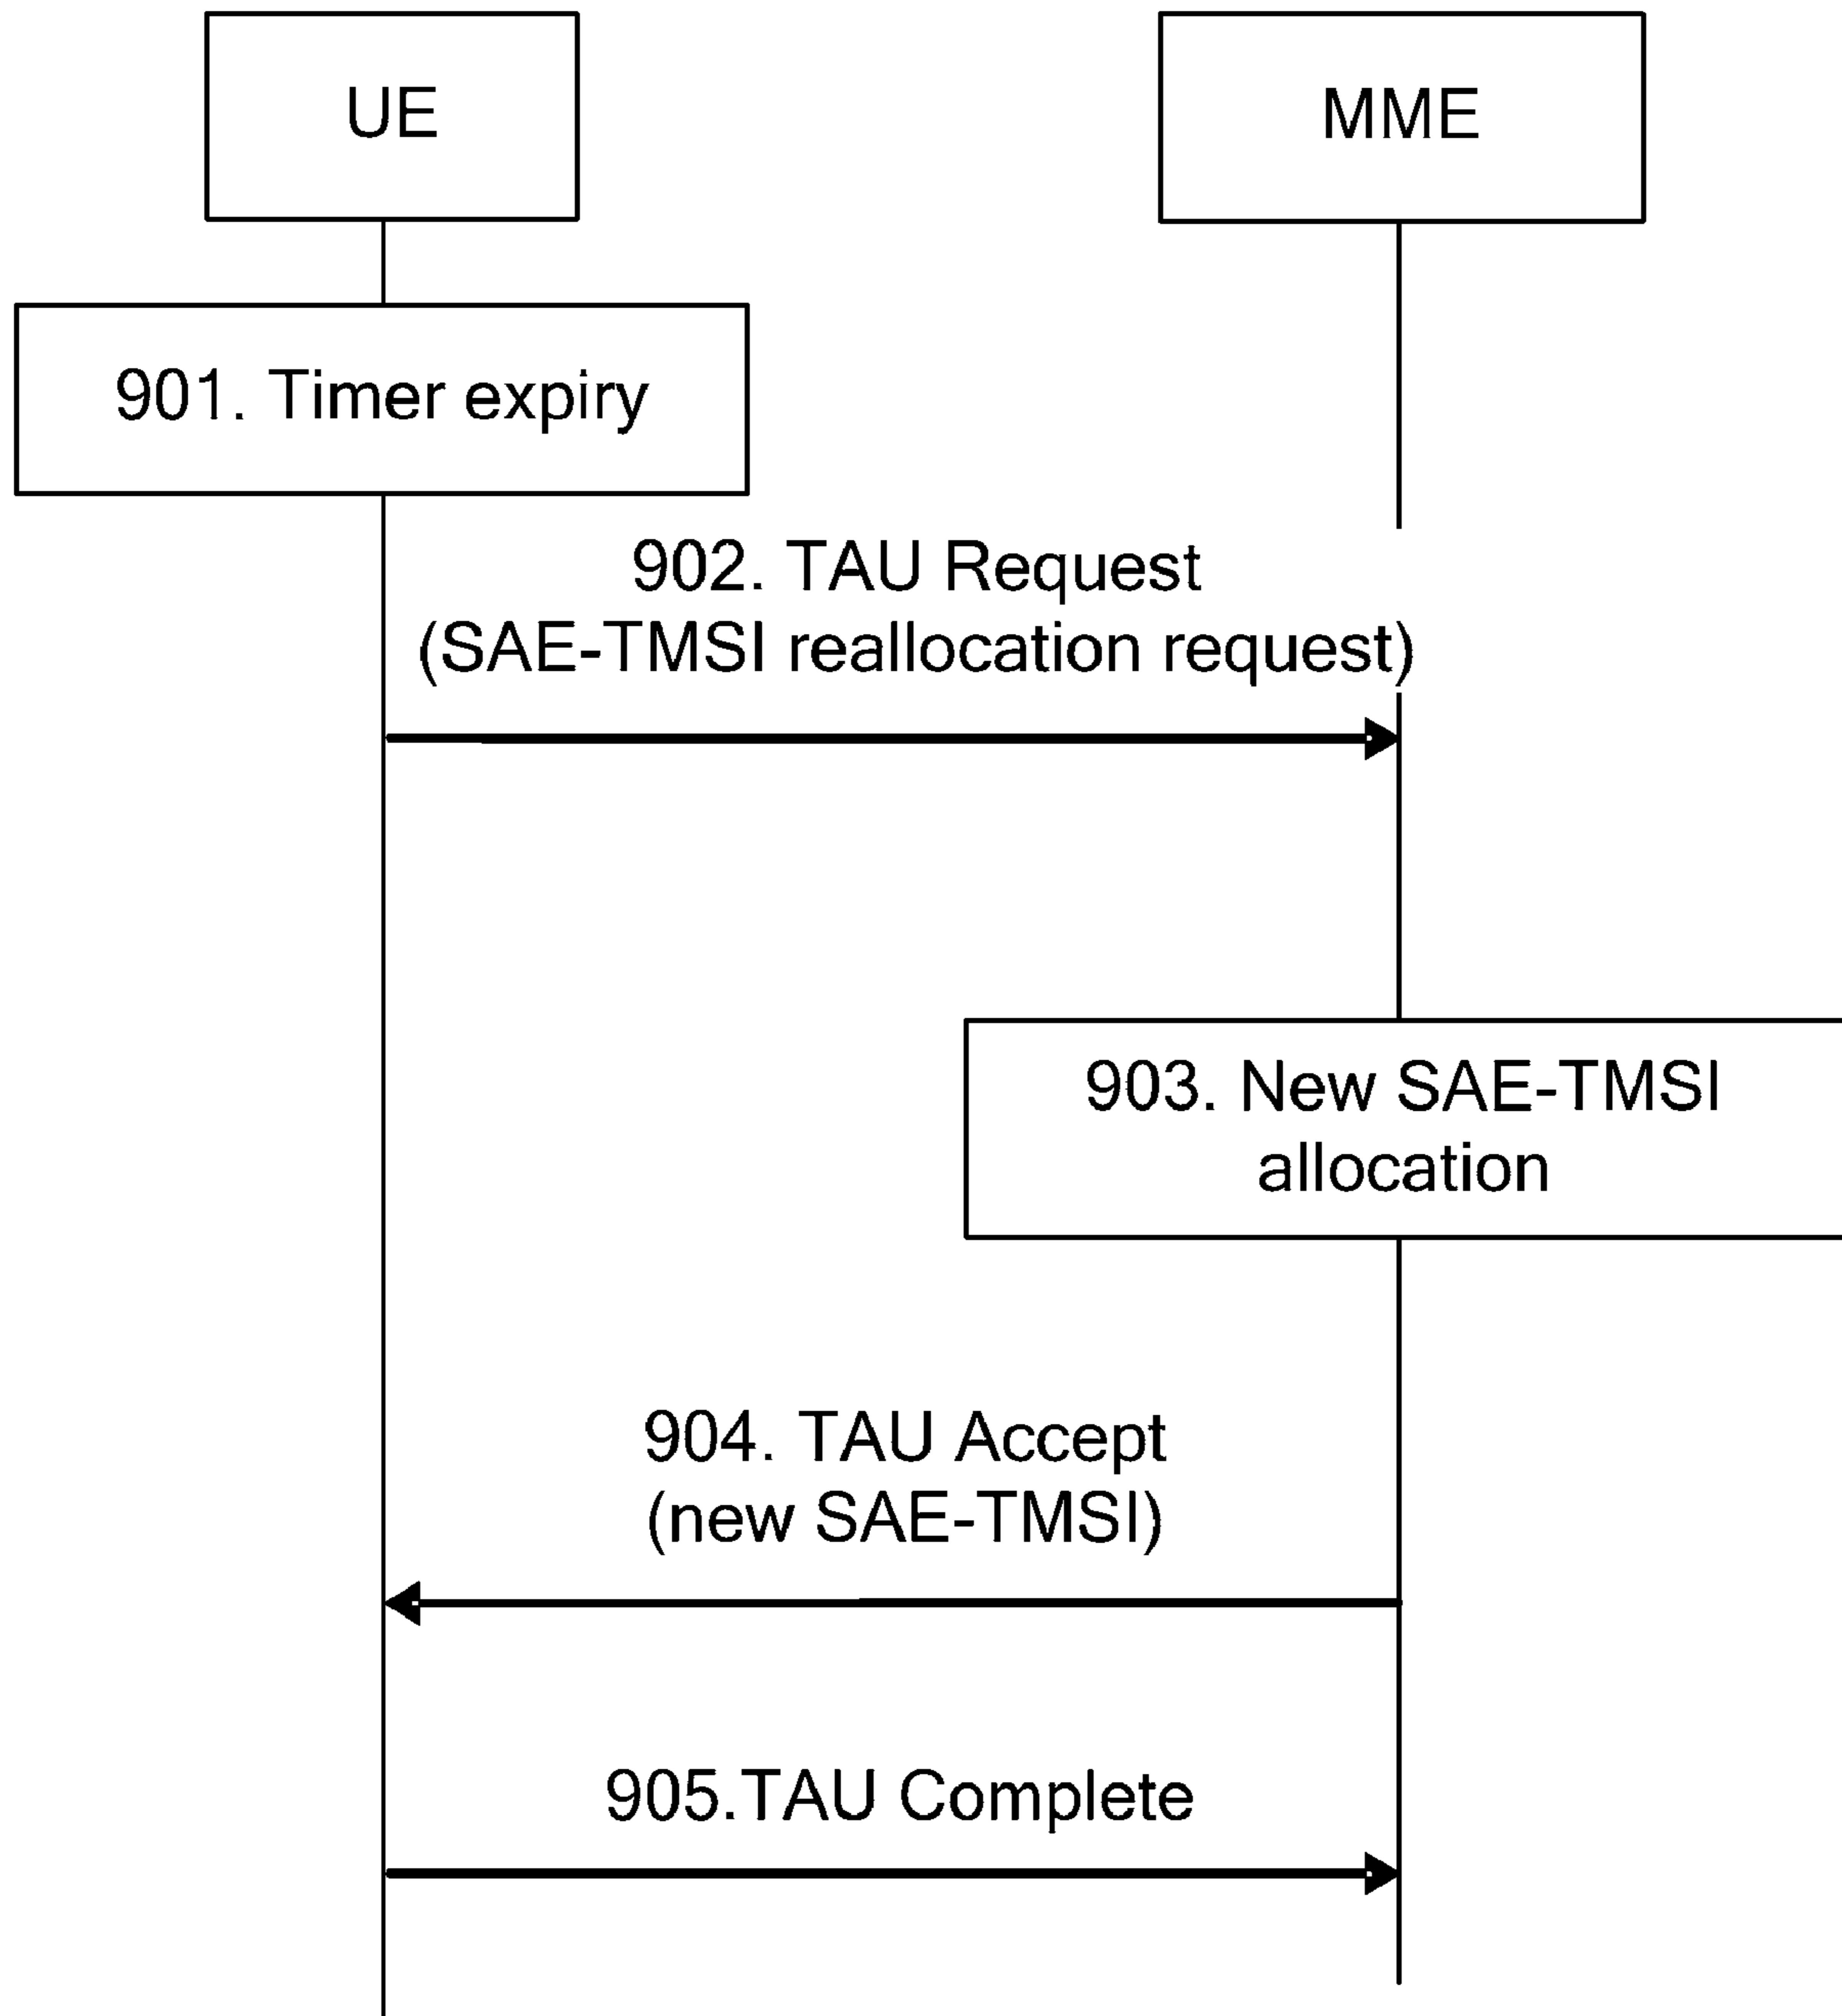 UE
MME
901. Timer expiry
902. TAU Request
(SAE-TMSI reallocation request)
903. New SAE-TMSI
allocation
904. TAU Accept
(new SAE-TMSI)
905.TAU Complete